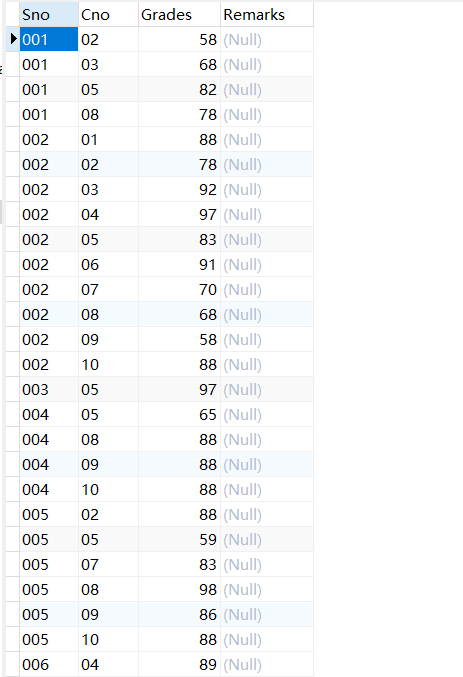 Sno Cno Grades Remarks
001 02 58 (Null)
001 03 68 (Null)
001 05 82 (Null)
001 08 78 (Null)
002 01 88 (Null)
002 02 78 (Null)
002 03 92 (Null)
002 04 97 (Null)
002 05 83 (Null)
002 06 91 (Null)
002 07 70 (Null)
002 08 68 (Null)
002 09 58 (Null)
002 10 88 (Null)
003 05 97 (Null)
004 05 65 (Null)
004 08 88 (Null)
004 09 88 (Null)
004 10 88 (Null)
005 02 88 (Null)
005 05 59 (Null)
005 07 83 (Null)
005 08 98 (Null)
005 09 86 (Null)
005 10 88 (Null)
006 04 89 (Null)